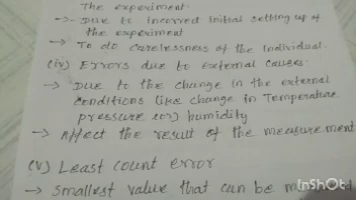 The experiment.
→ Due to incorrect initial setting up of
the experiment
→ To do carelessness of the Individual.
(iv) Errors due to external causes:
→ Due to the change in the external
conditions like change in Temperature
pressure (or) humidity
→ Affect the result of the measurement
(v) Least count error
→ smallest value that can be
InShOt